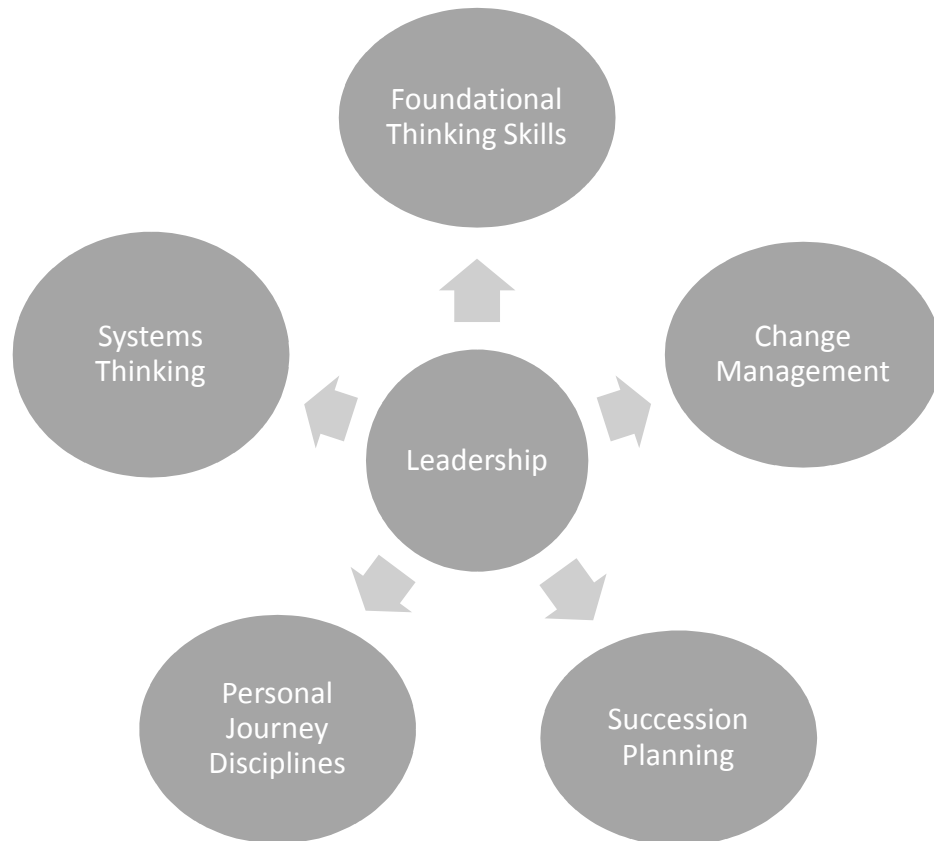 Foundational
Thinking Skills
Systems
Thinking
Change
Management
Leadership
Personal
Journey
Disciplines
Succession
Planning